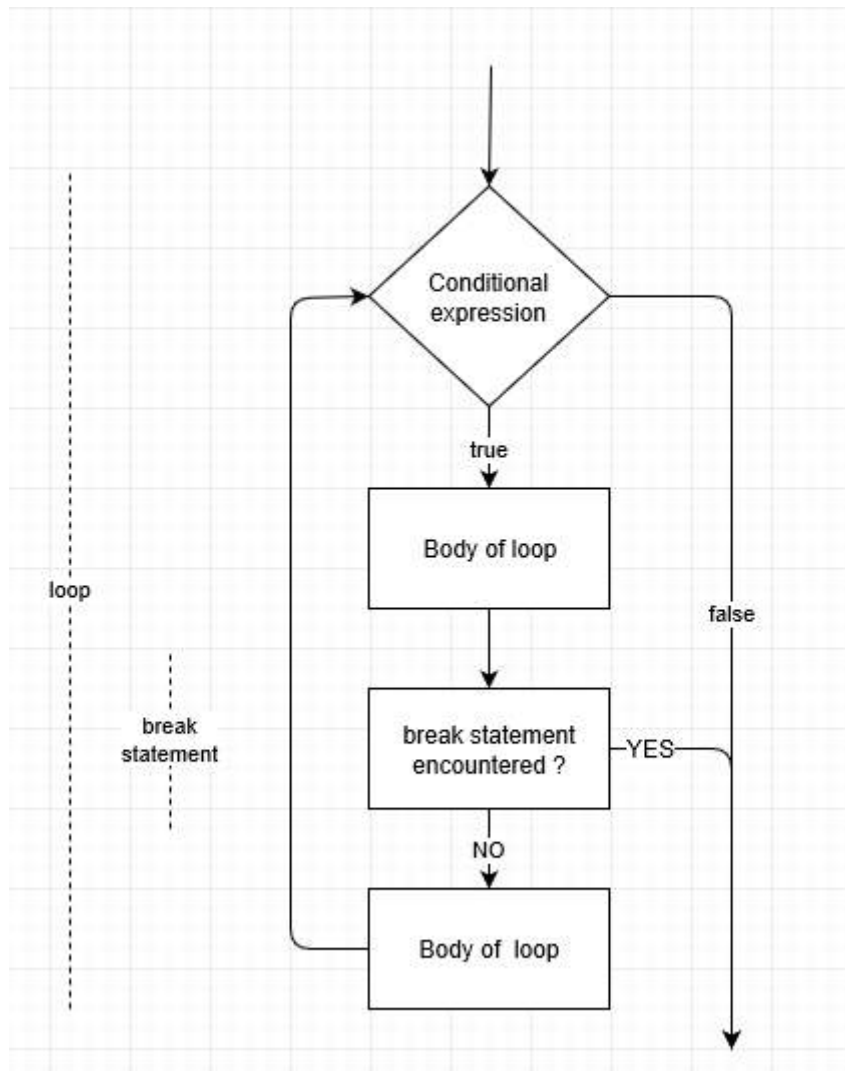 Conditional
expression
true
Body of loop
loop
false
break
statement
break statement
encountered ?
YES
NO
Body of  loop